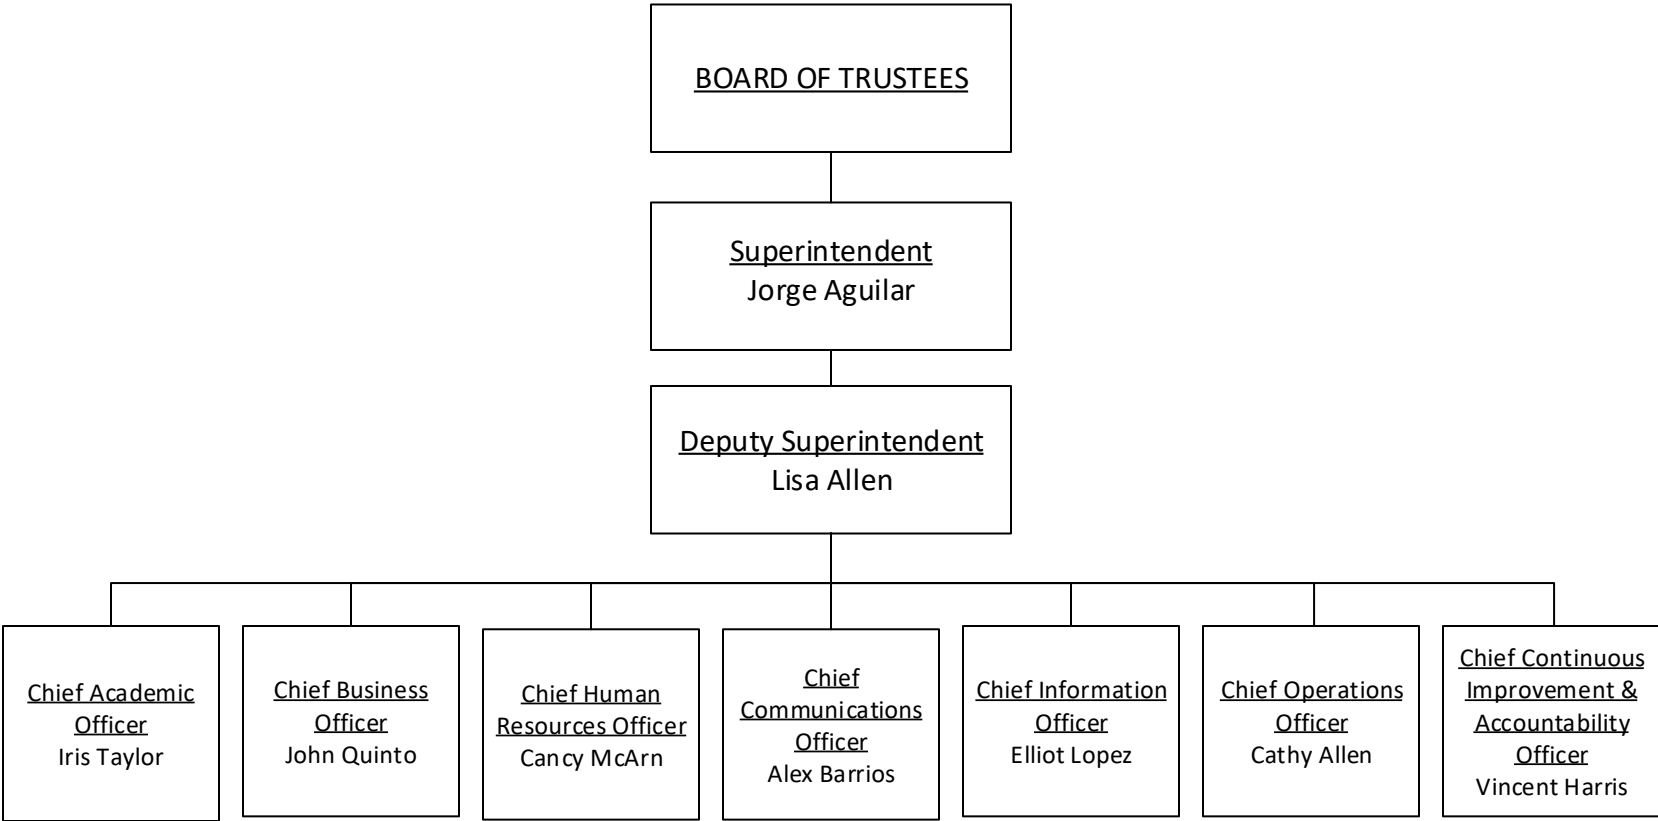 BOARD OF TRUSTEES
Superintendent
Jorge Aguilar
Deputy Superintendent
Lisa Allen
Chief Academic
Officer
Iris Taylor
Chief Business
Officer
John Quinto
Chief Human
Resources Officer
Cancy McArn
Chief
Communications
Officer
Alex Barrios
Chief Information
Officer
Elliot Lopez
Chief Operations
Officer
Cathy Allen
Chief Continuous
Improvement &
Accountability
Officer
Vincent Harris